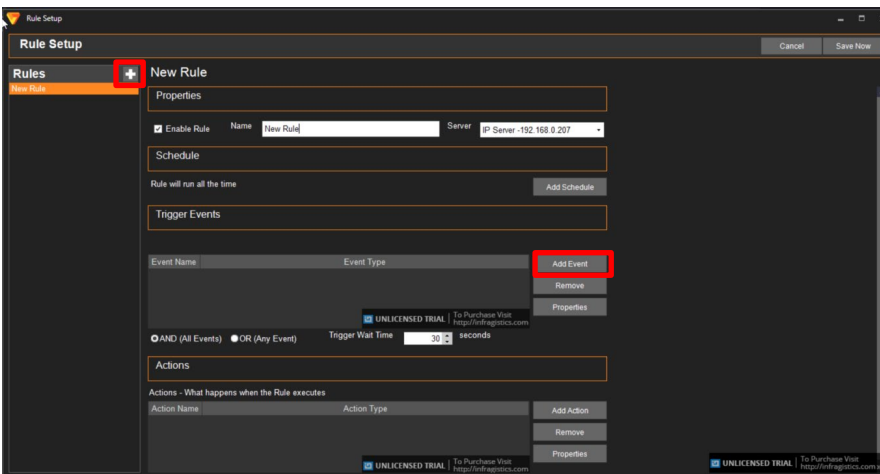 Rule Setup
Rule Setup
Cancel
Save Now
Rules
New Rule
New Rule
Properties
Enable Rule
Name
New Rule
Server
IP Server -192.168.0.207
Schedule
Rule will run all the time
Add Schedule
Trigger Events
Event Name
Event Type
Add Event
Remove
Properties
UNLICENSED TRIAL
To Purchase Visit
http://infragistics.com
AND (All Events)
OR (Any Event)
Trigger Wait Time
30
seconds
Actions
Actions - What happens when the Rule executes
Action Name
Action Type
Add Action
Remove
Properties
UNLICENSED TRIAL
To Purchase Visit
http://infragistics.com
UNLICENSED TRIAL
To Purchase Visit
http://infragistics.com